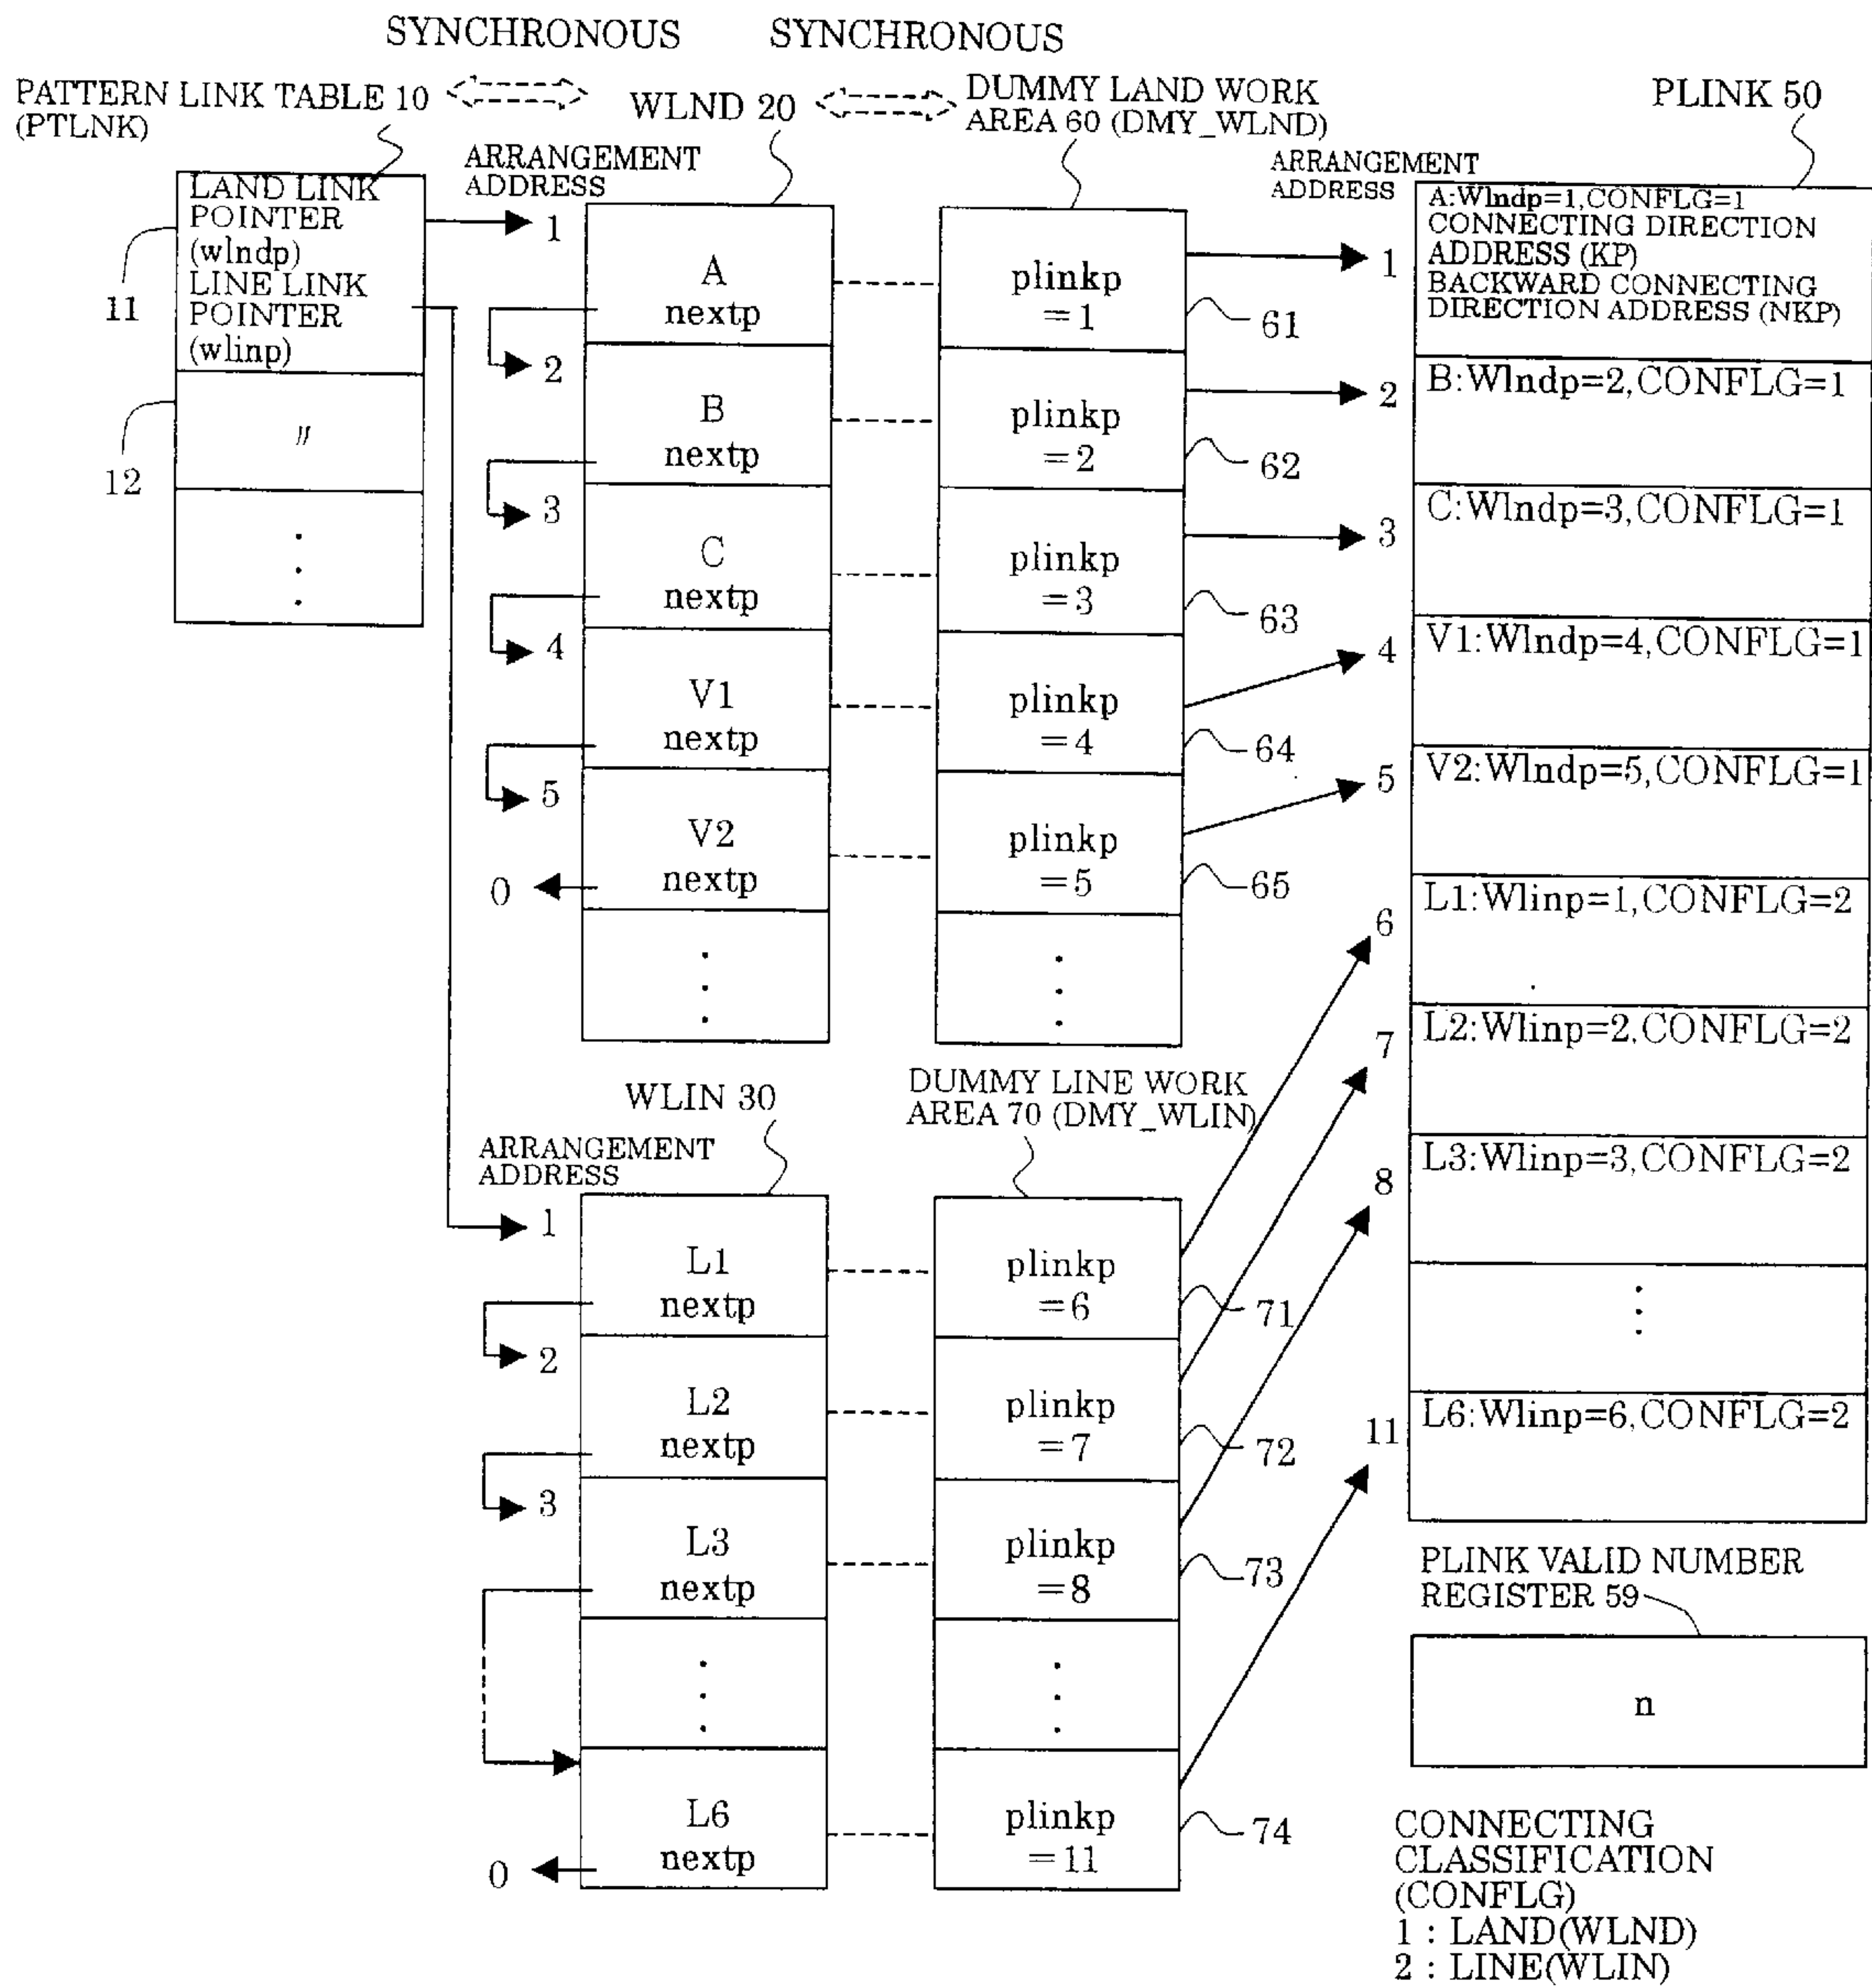 SYNCHRONOUS
SYNCHRONOUS
PATTERN LINK TABLE 10
(PTLNK)
WLND 20
DUMMY LAND WORK
AREA 60 (DMY_WLND)
PLINK 50
ARRANGEMENT
ADDRESS
ARRANGEMENT
ADDRESS
LAND LINK
POINTER
(wlndp)
LINE LINK
POINTER
(wlinp)
11
12
〃
1
2
3
4
5
0
A
nextp
B
nextp
C
nextp
V1
nextp
V2
nextp
plinkp
=1
plinkp
=2
plinkp
=3
plinkp
=4
plinkp
=5
61
62
63
64
65
1
2
3
4
5
6
7
8
11
A:Wlndp=1,CONFLG=1
CONNECTING DIRECTION
ADDRESS (KP)
BACKWARD CONNECTING
DIRECTION ADDRESS (NKP)
B:Wlndp=2,CONFLG=1
C:Wlndp=3,CONFLG=1
V1:Wlndp=4,CONFLG=1
V2:Wlndp=5,CONFLG=1
L1:Wlinp=1,CONFLG=2
L2:Wlinp=2,CONFLG=2
L3:Wlinp=3,CONFLG=2
L6:Wlinp=6,CONFLG=2
WLIN 30
DUMMY LINE WORK
AREA 70 (DMY_WLIN)
ARRANGEMENT
ADDRESS
1
2
3
0
L1
nextp
L2
nextp
L3
nextp
L6
nextp
plinkp
=6
plinkp
=7
plinkp
=8
plinkp
=11
71
72
73
74
PLINK VALID NUMBER
REGISTER 59
n
CONNECTING
CLASSIFICATION
(CONFLG)
1 : LAND(WLND)
2 : LINE(WLIN)